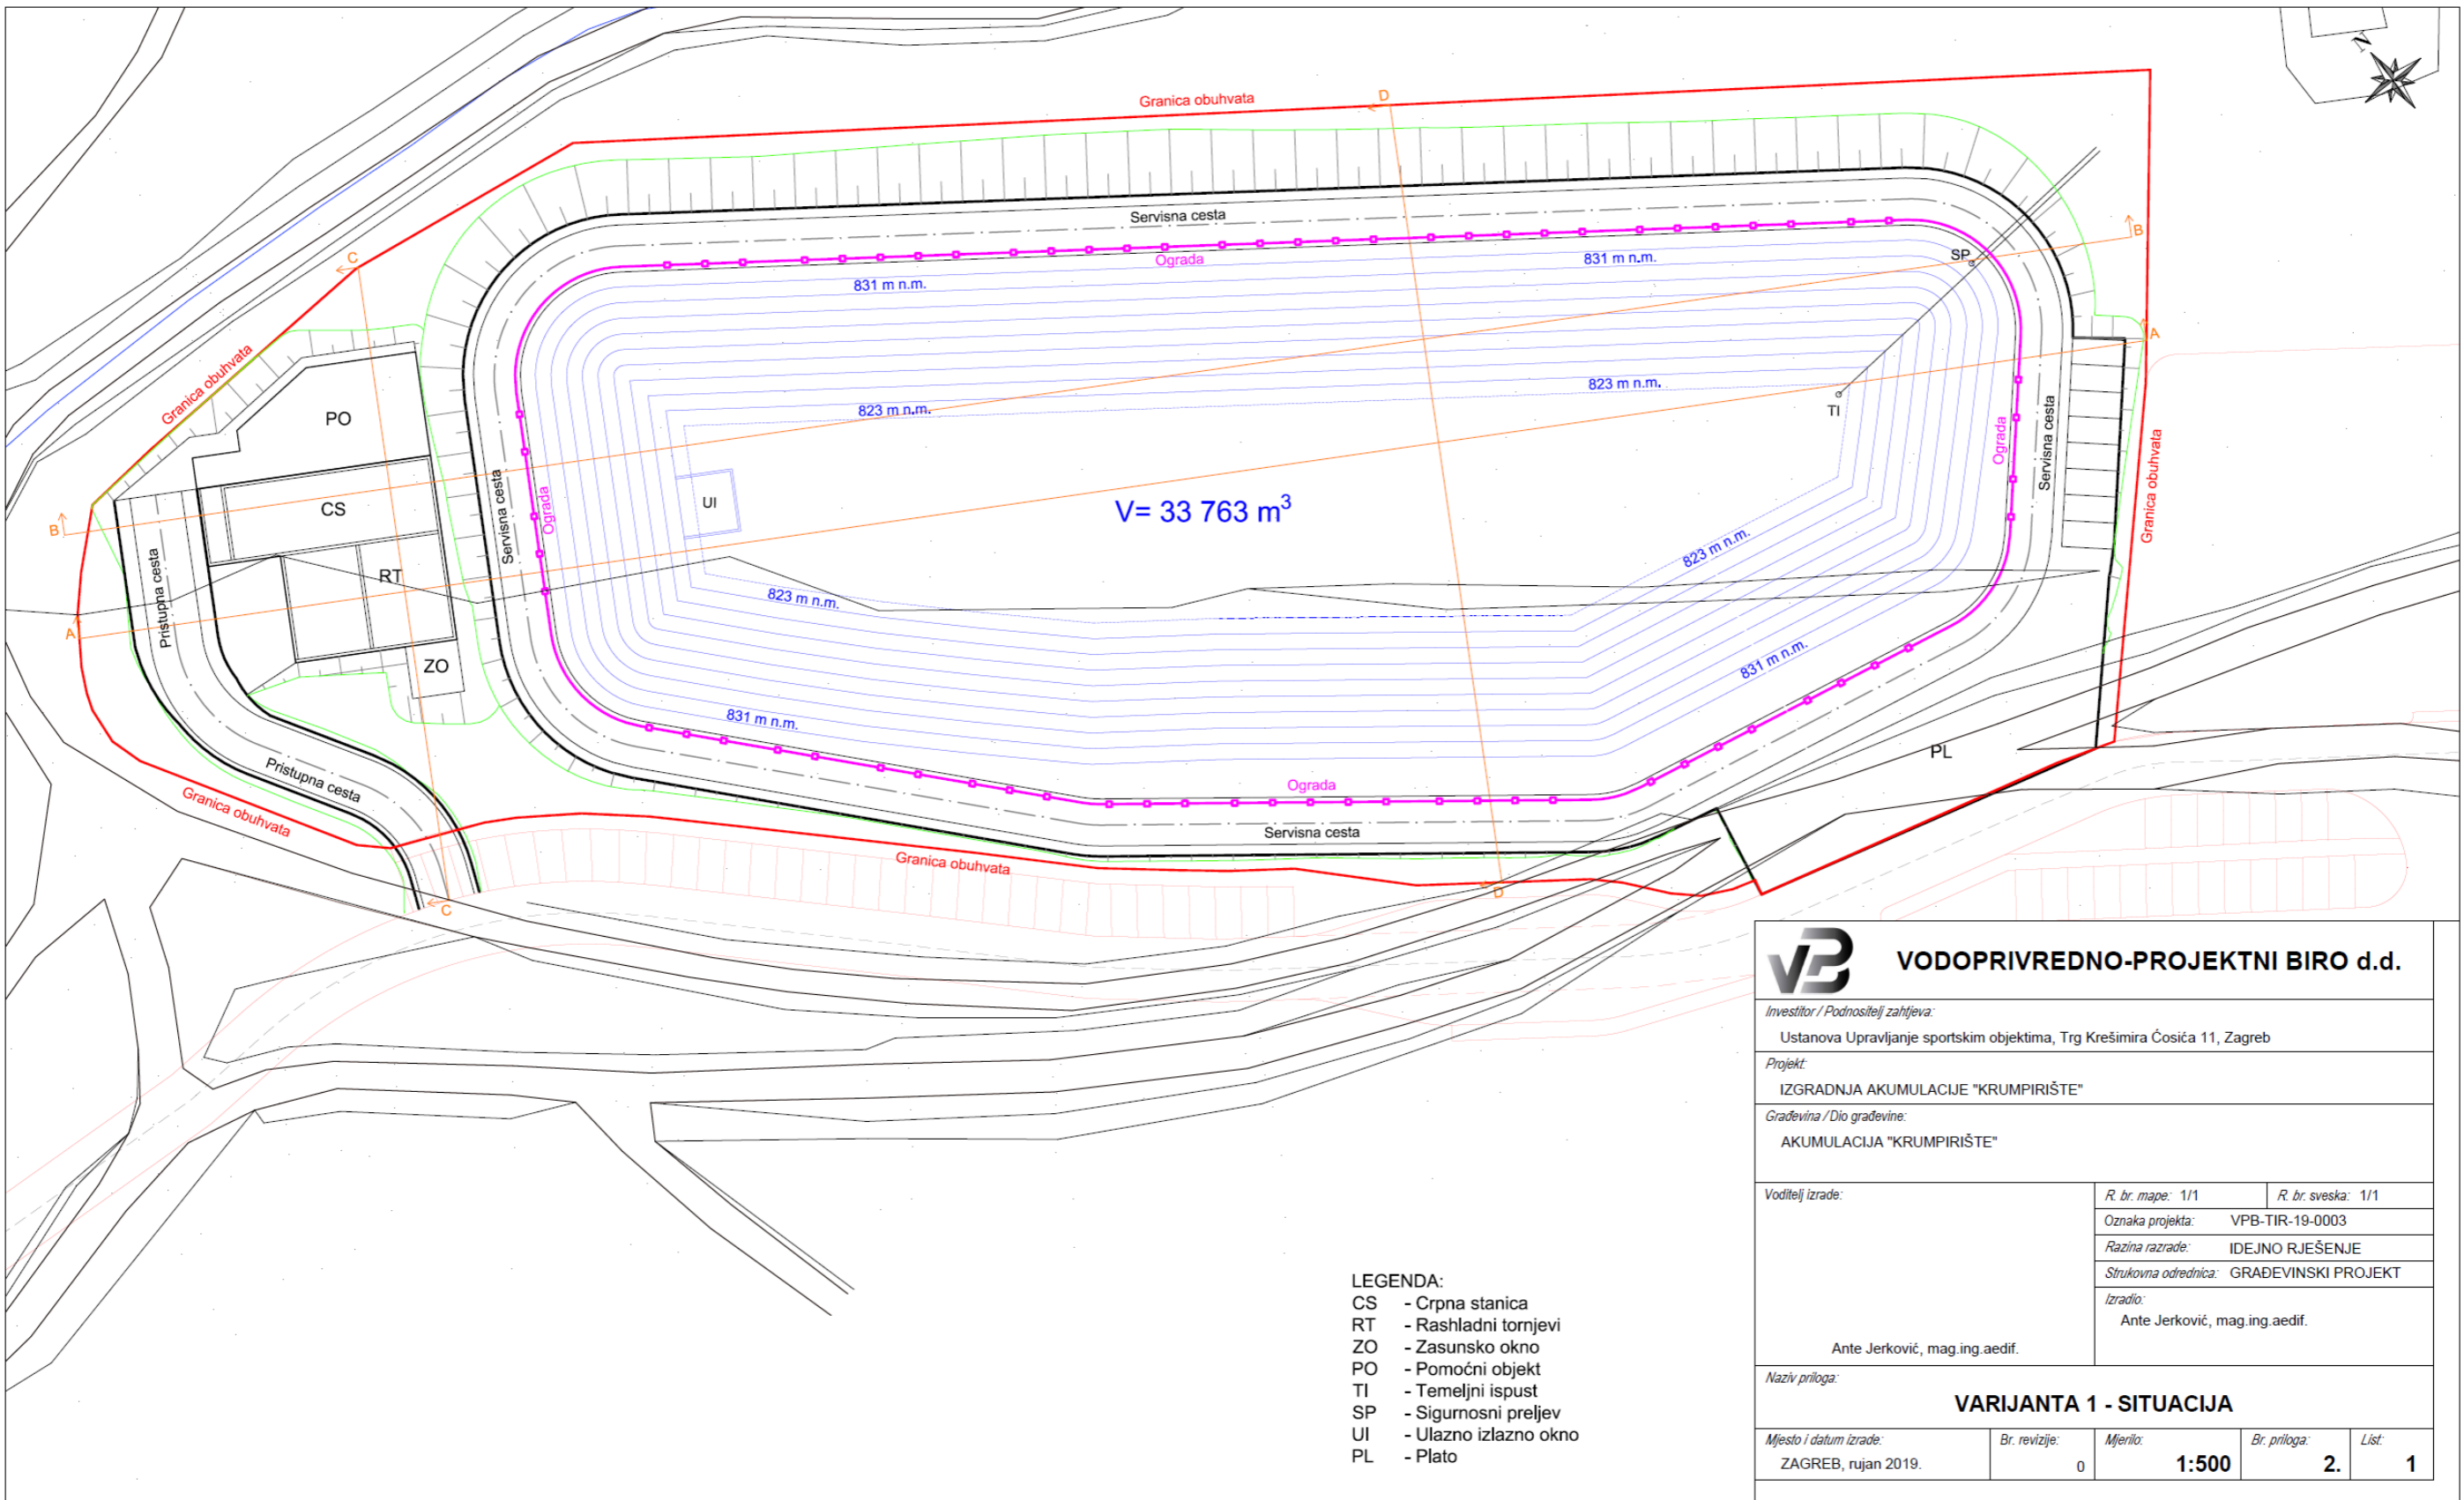 N
Granica obuhvata
D
Servisna cesta
B
C
SP
Ograda
831 m n.m.
831 m n.m.
A
Granica obuhvata
823 m n.m.
823 m n.m.
TI
PO
Ograda
Servisna cesta
Granica obuhvata
UI
V= 33 763 m³
CS
Servisna cesta
Ograda
B
823 m n.m.
RT
Pristupna cesta
823 m n.m.
A
ZO
831 m n.m.
831 m n.m.
PL
Pristupna cesta
Ograda
Granica obuhvata
Servisna cesta
Granica obuhvata
D
C
VPB
VODOPRIVREDNO-PROJEKTNI BIRO d.d.
Investitor / Podnositelj zahtjeva:
Ustanova Upravljanje sportskim objektima, Trg Krešimira Ćosića 11, Zagreb
Projekt:
IZGRADNJA AKUMULACIJE "KRUMPIRIŠTE"
Građevina / Dio građevine:
AKUMULACIJA "KRUMPIRIŠTE"
Voditelj izrade:
Ante Jerković, mag.ing.aedif.
R. br. mape: 1/1
R. br. sveska: 1/1
Oznaka projekta: VPB-TIR-19-0003
Razina razrade: IDEJNO RJEŠENJE
Strukovna odrednica: GRAĐEVINSKI PROJEKT
Izradio:
Ante Jerković, mag.ing.aedif.
Naziv priloga:
VARIJANTA 1 - SITUACIJA
Mjesto i datum izrade:
ZAGREB, rujan 2019.
Br. revizije:
0
Mjerilo:
1:500
Br. priloga:
2.
List:
1
LEGENDA:
CS - Crpna stanica
RT - Rashladni tornjevi
ZO - Zasunsko okno
PO - Pomoćni objekt
TI - Temeljni ispust
SP - Sigurnosni preljev
UI - Ulazno izlazno okno
PL - Plato